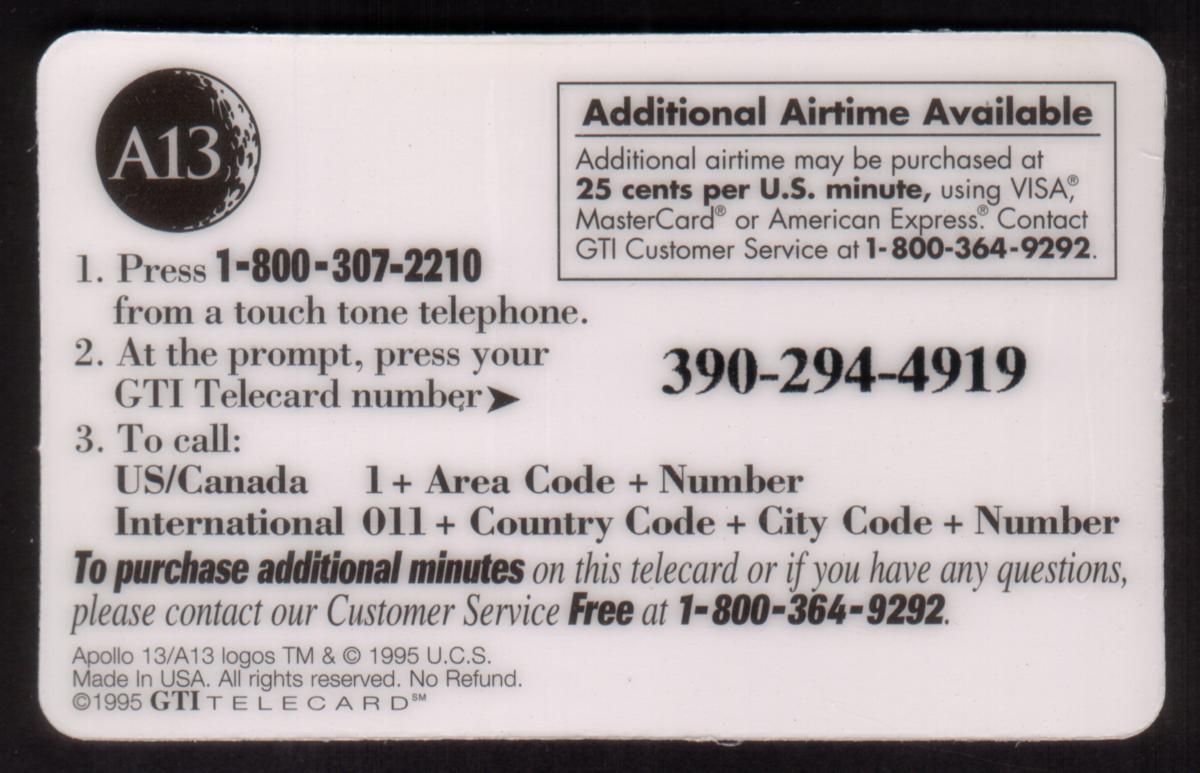 A13
Additional Airtime Available
Additional airtime may be purchased at
25 cents per U.S. minute, using VISA®,
MasterCard® or American Express®. Contact
GTI Customer Service at 1-800-364-9292.
1. Press 1-800-307-2210
from a touch tone telephone.
2. At the prompt, press your
GTI Telecard number➤
390-294-4919
3. To call:
US/Canada 1+ Area Code + Number
International 011+ Country Code + City Code + Number
To purchase additional minutes on this telecard or if you have any questions,
please contact our Customer Service Free at 1-800-364-9292.
Apollo 13/A13 logos TM & © 1995 U.C.S.
Made In USA. All rights reserved. No Refund.
©1995 GTI TELECARD℠